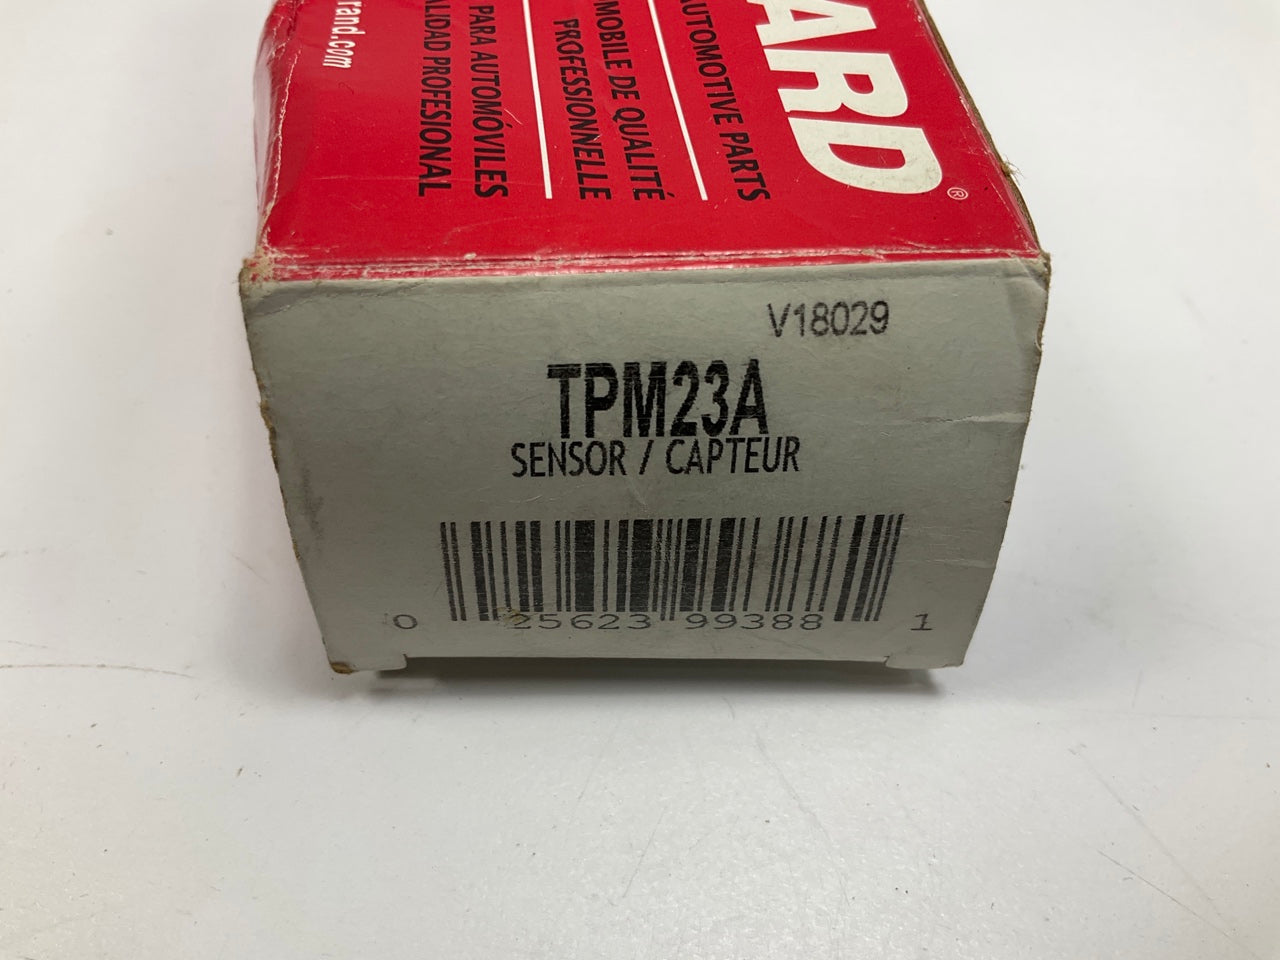 ARD®
AUTOMOTIVE PARTS
MOBILE DE QUALITÉ
PROFESSIONNELLE
PARA AUTOMÓVILES
ALIDAD PROFESIONAL
rand.com
V18029
TPM23A
SENSOR / CAPTEUR
0 25623 99388 1